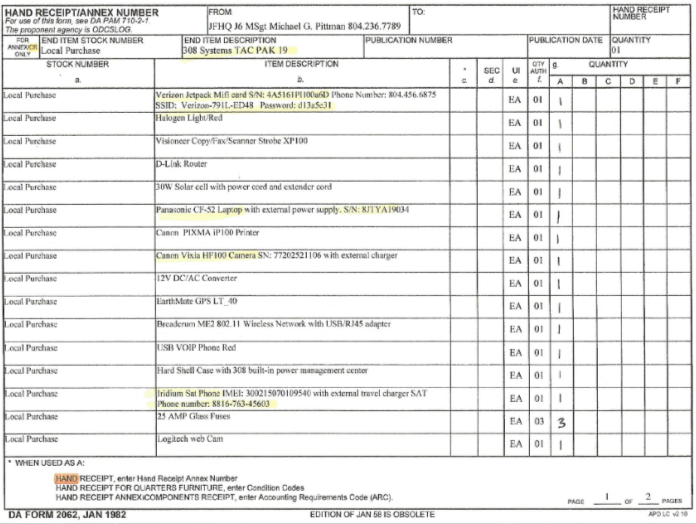 HAND RECEIPT/ANNEX NUMBER
For use of this form, see DA PAM 710-2-1.
The proponent agency is ODCSLOG.
FROM
JFHQ J6 MSgt Michael G. Pittman 804.236.7789
TO:
HAND RECEIPT
NUMBER
FOR
ANNEX/CR
ONLY
END ITEM STOCK NUMBER
Local Purchase
END ITEM DESCRIPTION
308 Systems TAC PAK 19
PUBLICATION NUMBER
PUBLICATION DATE
QUANTITY
01
STOCK NUMBER
a.
ITEM DESCRIPTION
b.
*
c.
SEC
d.
UI
e.
QTY
AUTH
f.
g. QUANTITY
A B C D E F
Local Purchase Verizon Jetpack Mifi card S/N: Phone Number: 804.456.6875 EA 01 1
SSID: Verizon-791L-ED48 Password: d13a5c31
Local Purchase Halogen Light/Red EA 01 1
Local Purchase Visioneer Copy/Fax/Scanner Strobe XP100 EA 01 1
Local Purchase D-Link Router EA 01 1
Local Purchase 30W Solar cell with power cord and extender cord EA 01 1
Local Purchase Panasonic CF-52 Laptop with external power supply. S/N: 8JTYA19034 EA 01 1
Local Purchase Canon PIXMA iP100 Printer EA 01 1
Local Purchase Canon Vixia HF100 Camera SN: 77202521106 with external charger EA 01 1
Local Purchase 12V DC/AC Converter EA 01 1
Local Purchase EarthMate GPS LT_40 EA 01 1
Local Purchase Breadcrum ME2 802.11 Wireless Network with USB/RJ45 adapter EA 01 1
Local Purchase USB VOIP Phone Red EA 01 1
Local Purchase Hard Shell Case with 308 built-in power management center EA 01 1
Local Purchase Iridium Sat Phone IMEI: 300215070109540 with external travel charger SAT EA 01 1
Phone number: 8816-763-45603
Local Purchase 25 AMP Glass Fuses EA 03 3
Local Purchase Logitech web Cam EA 01 1
* WHEN USED AS A:
HAND RECEIPT, enter Hand Receipt Annex Number
HAND RECEIPT FOR QUARTERS FURNITURE, enter Condition Codes
HAND RECEIPT ANNEX/COMPONENTS RECEIPT, enter Accounting Requirements Code (ARC).
PAGE 1 OF 2 PAGES
DA FORM 2062, JAN 1982
EDITION OF JAN 58 IS OBSOLETE
APD LC v2.10